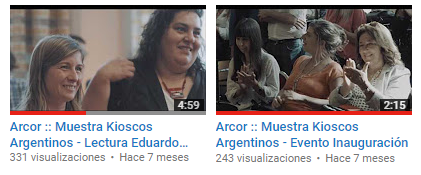 4:59
Arcor :: Muestra Kioscos
Argentinos - Lectura Eduardo…
331 visualizaciones • Hace 7 meses
2:15
Arcor :: Muestra Kioscos
Argentinos - Evento Inauguración
243 visualizaciones • Hace 7 meses